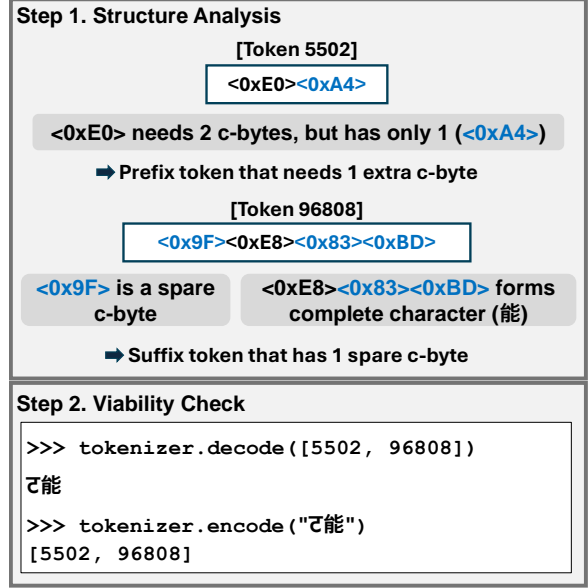 Step 1. Structure Analysis
[Token 5502]
<0xE0><0xA4>
<0xE0> needs 2 c-bytes, but has only 1 (<0xA4>)
➡ Prefix token that needs 1 extra c-byte
[Token 96808]
<0x9F><0xE8><0x83><0xBD>
<0x9F> is a spare
c-byte
<0xE8><0x83><0xBD> forms
complete character (能)
➡ Suffix token that has 1 spare c-byte
Step 2. Viability Check
>>> tokenizer.decode([5502, 96808])
ट能
>>> tokenizer.encode("ट能")
[5502, 96808]